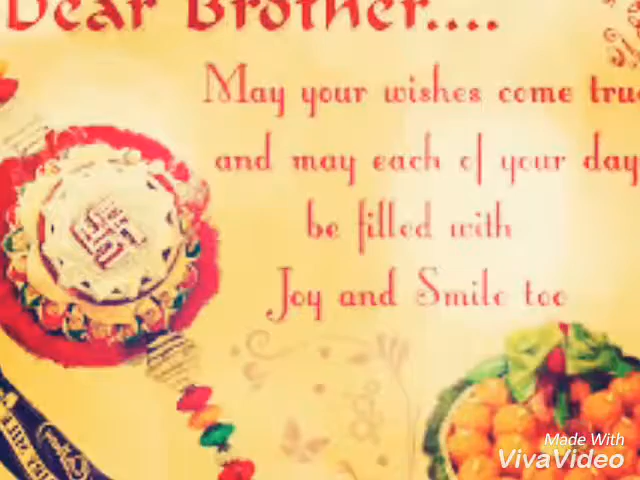 Dear Brother....
May your wishes come true
and may each of your day
be filled with
Joy and Smile too
Made With
VivaVideo